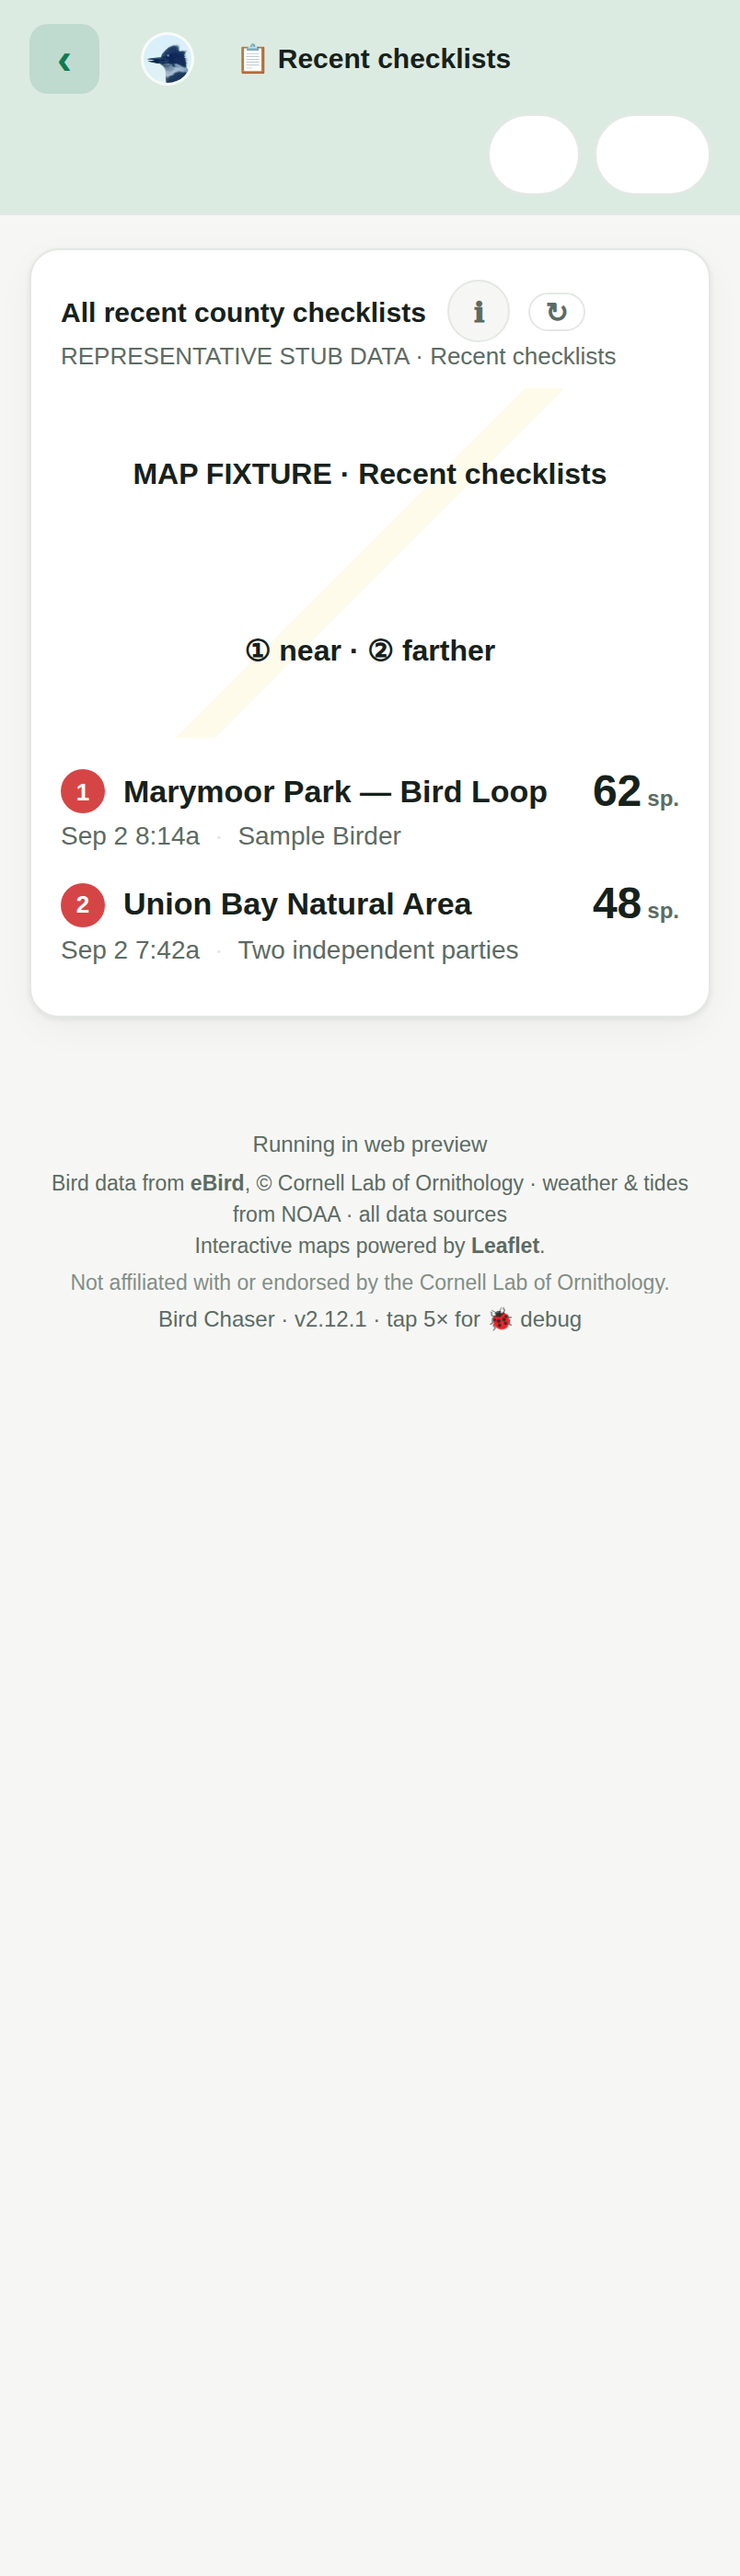 ‹ 📋 Recent checklists
All recent county checklists ℹ ↻
REPRESENTATIVE STUB DATA · Recent checklists
MAP FIXTURE · Recent checklists
① near · ② farther
1 Marymoor Park — Bird Loop 62 sp.
Sep 2 8:14a · Sample Birder
2 Union Bay Natural Area 48 sp.
Sep 2 7:42a · Two independent parties
Running in web preview
Bird data from eBird, © Cornell Lab of Ornithology · weather & tides
from NOAA · all data sources
Interactive maps powered by Leaflet.
Not affiliated with or endorsed by the Cornell Lab of Ornithology.
Bird Chaser · v2.12.1 · tap 5× for 🐞 debug